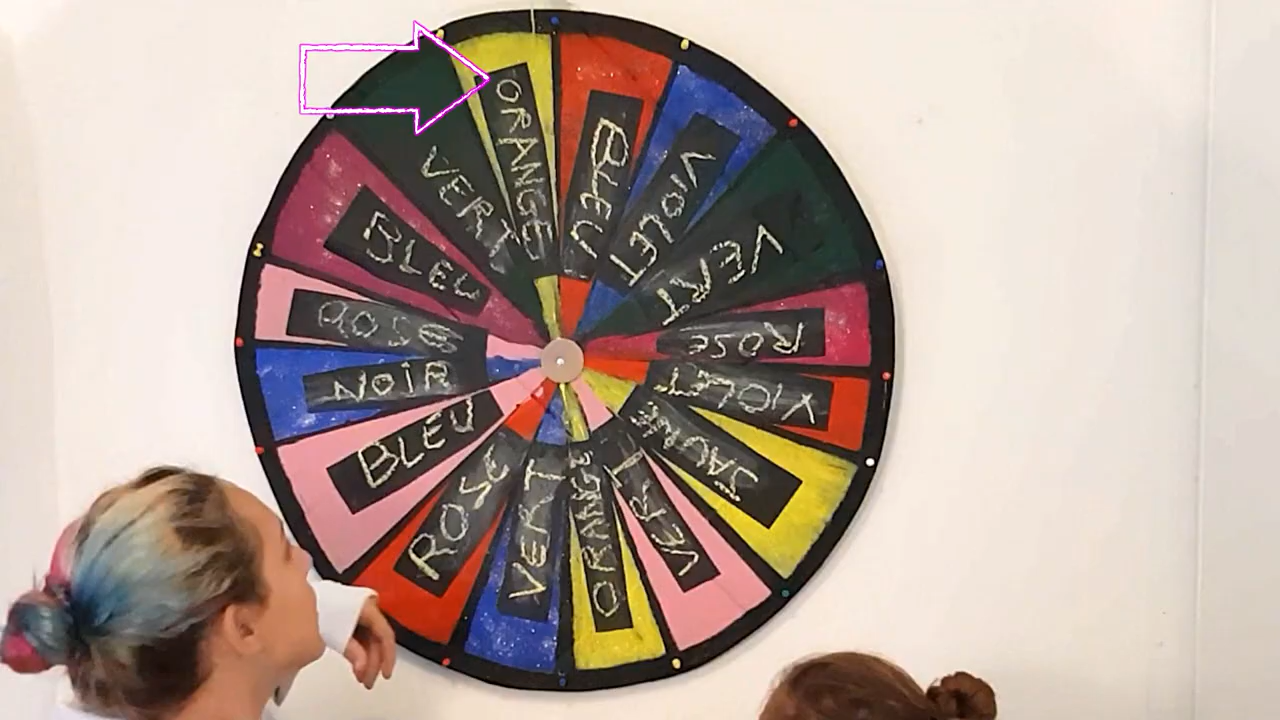 ORANGE
BLEU
VIOLET
VERT
ROSE
VIOLET
JAUNE
VERT
ORANGE
VERT
ROSE
BLEU
NOIR
ROSE
BLEU
VERT